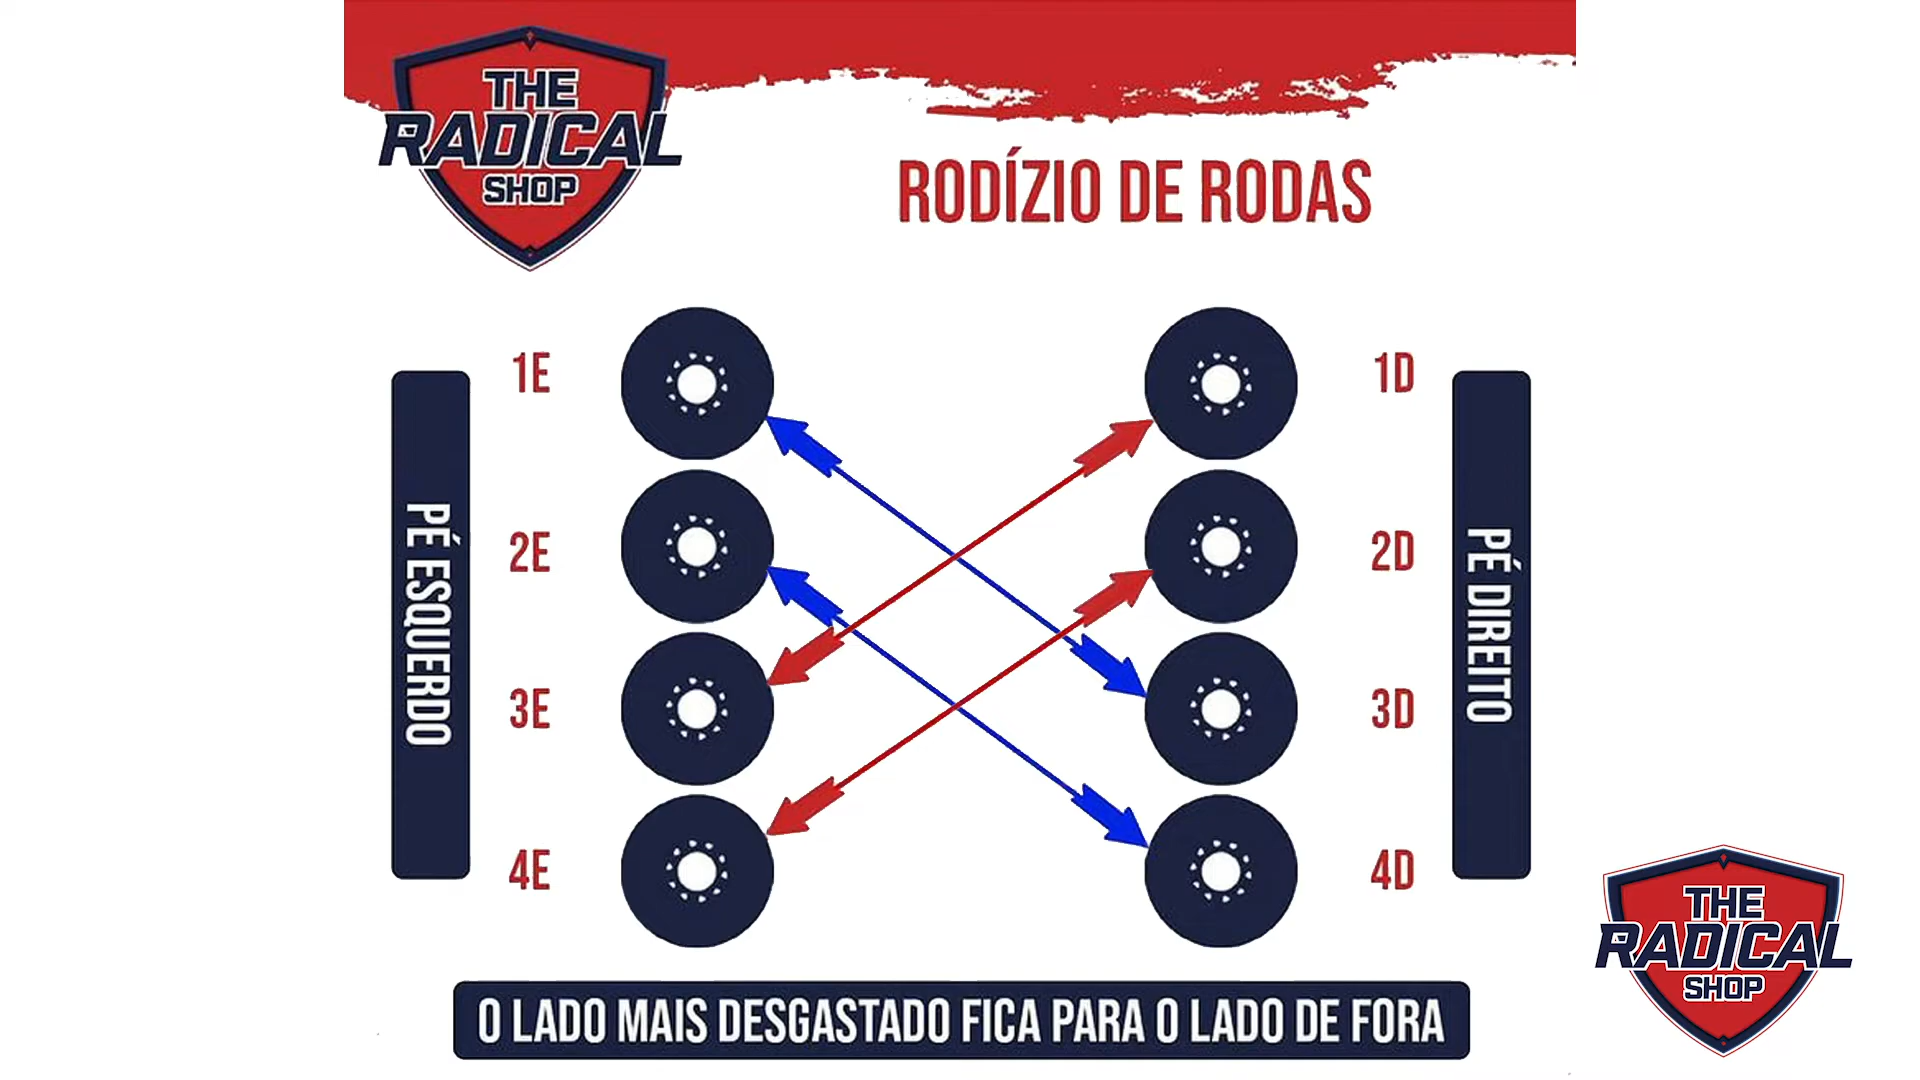 THE
RADICAL
SHOP
RODÍZIO DE RODAS
1E
1D
2E
2D
3E
3D
4E
4D
PÉ ESQUERDO
PÉ DIREITO
O LADO MAIS DESGASTADO FICA PARA O LADO DE FORA
THE
RADICAL
SHOP